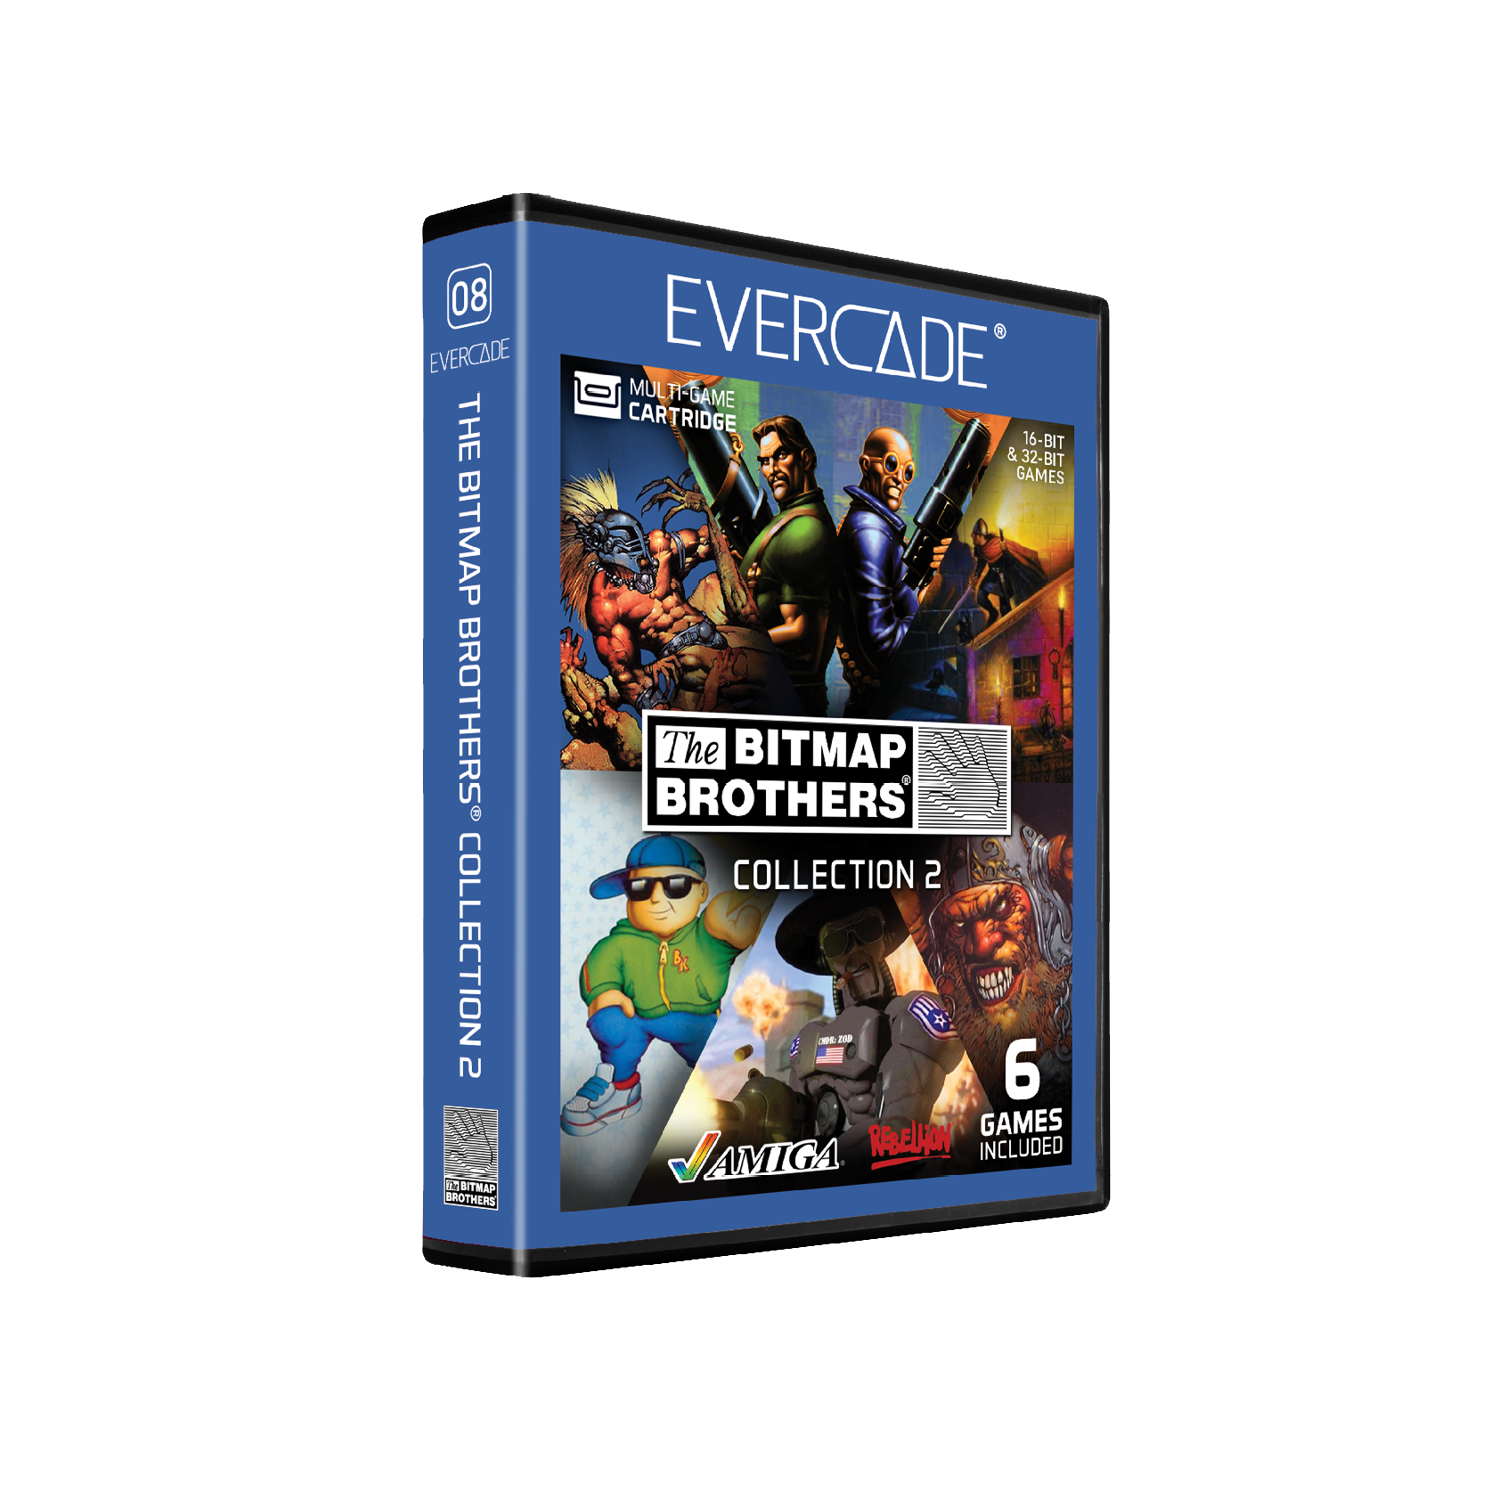 08
EVERCADE
THE BITMAP BROTHERS® COLLECTION 2
The BITMAP
BROTHERS
EVERCADE®
MULTI-GAME
CARTRIDGE
16-BIT
& 32-BIT
GAMES
The BITMAP
BROTHERS®
COLLECTION 2
ABK
CMDR: ZOD
6
GAMES
INCLUDED
AMIGA
REBELLION